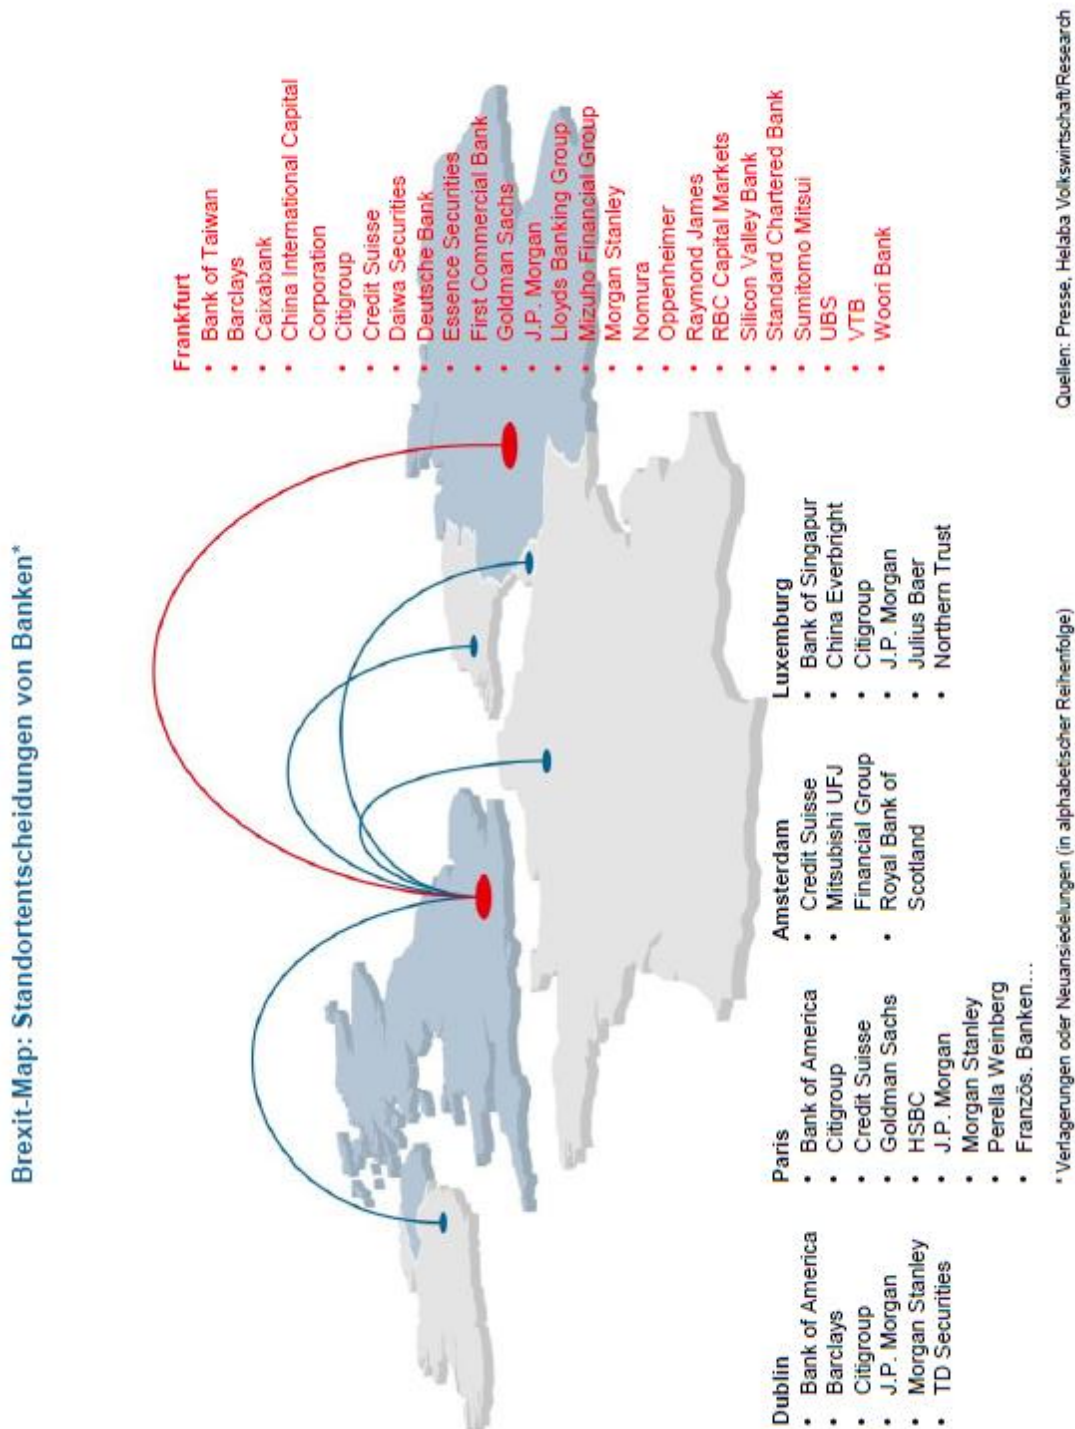 Brexit-Map: Standortentscheidungen von Banken*
Frankfurt
• Bank of Taiwan
• Barclays
• Caixabank
• China International Capital
Corporation
• Citigroup
• Credit Suisse
• Daiwa Securities
• Deutsche Bank
• Essence Securities
• First Commercial Bank
• Goldman Sachs
• J.P. Morgan
• Lloyds Banking Group
• Mizuho Financial Group
• Morgan Stanley
• Nomura
• Oppenheimer
• Raymond James
• RBC Capital Markets
• Silicon Valley Bank
• Standard Chartered Bank
• Sumitomo Mitsui
• UBS
• VTB
• Woori Bank
Dublin
• Bank of America
• Barclays
• Citigroup
• J.P. Morgan
• Morgan Stanley
• TD Securities
Paris
• Bank of America
• Citigroup
• Credit Suisse
• Goldman Sachs
• HSBC
• J.P. Morgan
• Morgan Stanley
• Perella Weinberg
• Französ. Banken…
Amsterdam
• Credit Suisse
• Mitsubishi UFJ
Financial Group
• Royal Bank of
Scotland
Luxemburg
• Bank of Singapur
• China Everbright
• Citigroup
• J.P. Morgan
• Julius Baer
• Northern Trust
* Verlagerungen oder Neuansiedelungen (in alphabetischer Reihenfolge)
Quellen: Presse, Helaba Volkswirtschaft/Research